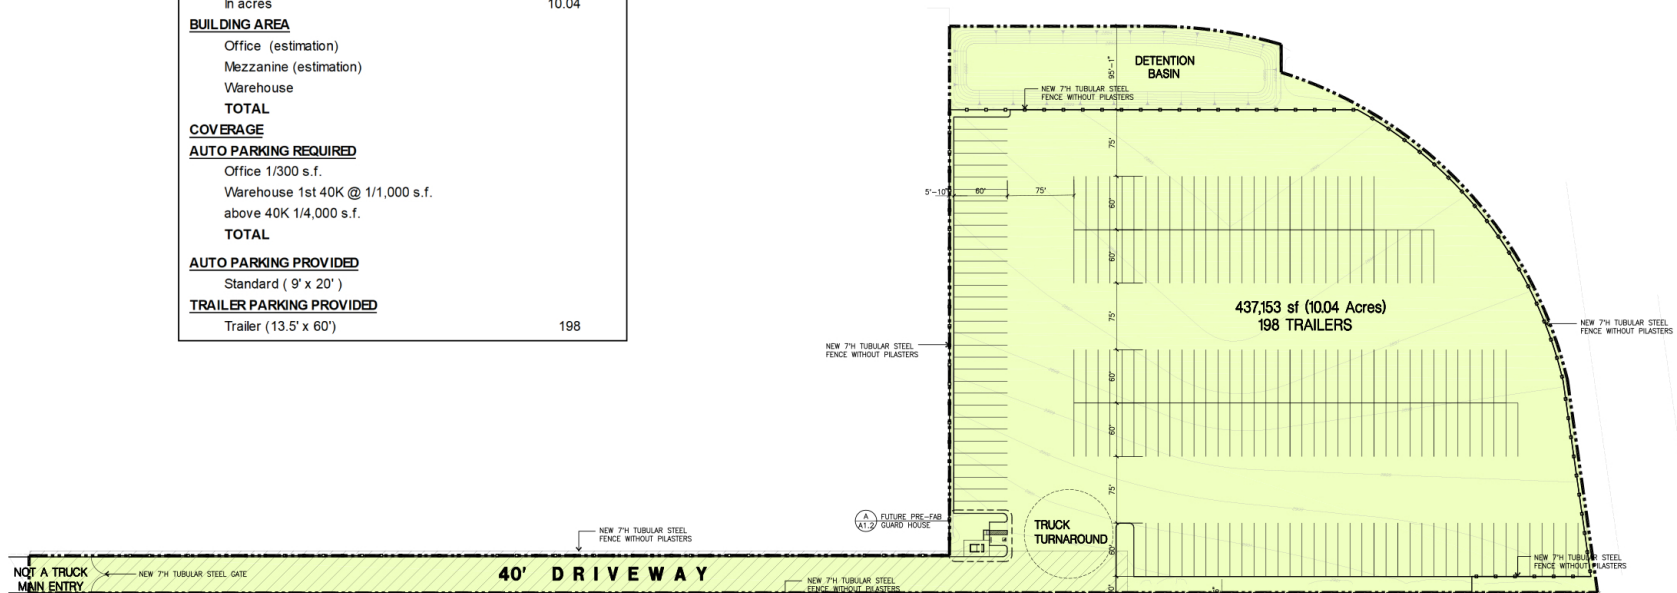 In acres 10.04
BUILDING AREA
Office (estimation)
Mezzanine (estimation)
Warehouse
TOTAL
COVERAGE
AUTO PARKING REQUIRED
Office 1/300 s.f.
Warehouse 1st 40K @ 1/1,000 s.f.
above 40K 1/4,000 s.f.
TOTAL
AUTO PARKING PROVIDED
Standard ( 9' x 20' )
TRAILER PARKING PROVIDED
Trailer (13.5' x 60') 198
DETENTION
BASIN
95'-1"
NEW 7'H TUBULAR STEEL
FENCE WITHOUT PILASTERS
75'
5'-10"
60'
75'
60'
60'
437,153 sf (10.04 Acres)
198 TRAILERS
75'
NEW 7'H TUBULAR STEEL
FENCE WITHOUT PILASTERS
NEW 7'H TUBULAR STEEL
FENCE WITHOUT PILASTERS
60'
60'
75'
A
A1.2
FUTURE PRE-FAB
GUARD HOUSE
TRUCK
TURNAROUND
NEW 7'H TUBULAR STEEL
FENCE WITHOUT PILASTERS
60'
NEW 7'H TUBULAR STEEL
FENCE WITHOUT PILASTERS
NOT A TRUCK
MAIN ENTRY
NEW 7'H TUBULAR STEEL GATE
40' DRIVEWAY
NEW 7'H TUBULAR STEEL
FENCE WITHOUT PILASTERS